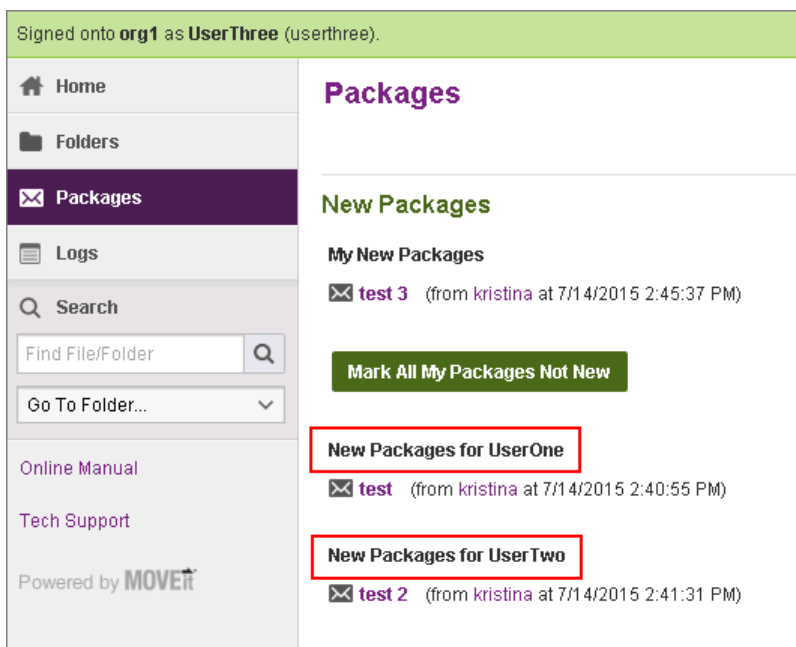 Signed onto org1 as UserThree (userthree).
Home
Folders
Packages
Logs
Search
Find File/Folder
Go To Folder...
Online Manual
Tech Support
Powered by MOVEit
Packages
New Packages
My New Packages
test 3 (from kristina at 7/14/2015 2:45:37 PM)
Mark All My Packages Not New
New Packages for UserOne
test (from kristina at 7/14/2015 2:40:55 PM)
New Packages for UserTwo
test 2 (from kristina at 7/14/2015 2:41:31 PM)